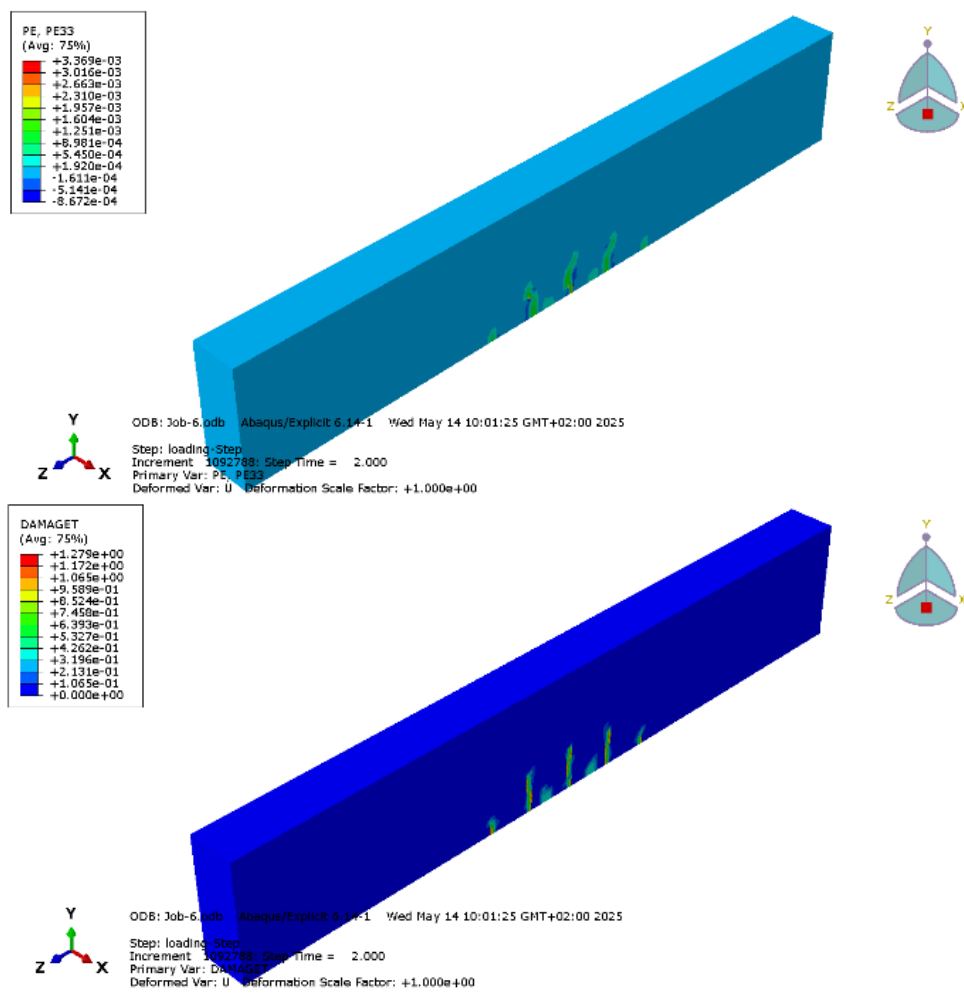 PE, PE33
(Avg: 75%)
+3.369e-03
+3.016e-03
+2.663e-03
+2.310e-03
+1.957e-03
+1.604e-03
+1.251e-03
+8.981e-04
+5.450e-04
+1.920e-04
-1.611e-04
-5.141e-04
-8.672e-04
Y
Z
X
Y
Z
X
ODB: Job-6.odb Abaqus/Explicit 6.14-1 Wed May 14 10:01:25 GMT+02:00 2025
Step: loading-Step
Increment 1092788: Step Time = 2.000
Primary Var: PE, PE33
Deformed Var: U Deformation Scale Factor: +1.000e+00
DAMAGET
(Avg: 75%)
+1.279e+00
+1.172e+00
+1.065e+00
+9.589e-01
+8.524e-01
+7.458e-01
+6.393e-01
+5.327e-01
+4.262e-01
+3.196e-01
+2.131e-01
+1.065e-01
+0.000e+00
Y
Z
X
Y
Z
X
ODB: Job-6.odb Abaqus/Explicit 6.14-1 Wed May 14 10:01:25 GMT+02:00 2025
Step: loading-Step
Increment 1092788: Step Time = 2.000
Primary Var: DAMAGET
Deformed Var: U Deformation Scale Factor: +1.000e+00